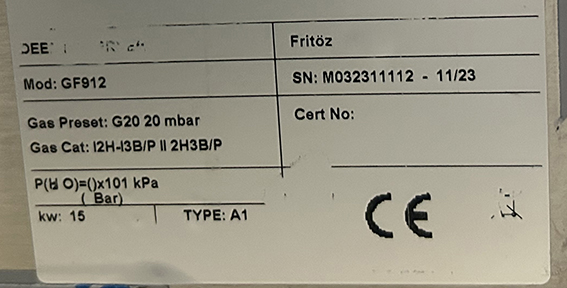 Fritöz
Mod: GF912
SN: M032311112 - 11/23
Gas Preset: G20 20 mbar
Gas Cat: I2H-I3B/P II 2H3B/P
Cert No:
P(H O)=()x101 kPa
( Bar)
kw: 15
TYPE: A1
CE